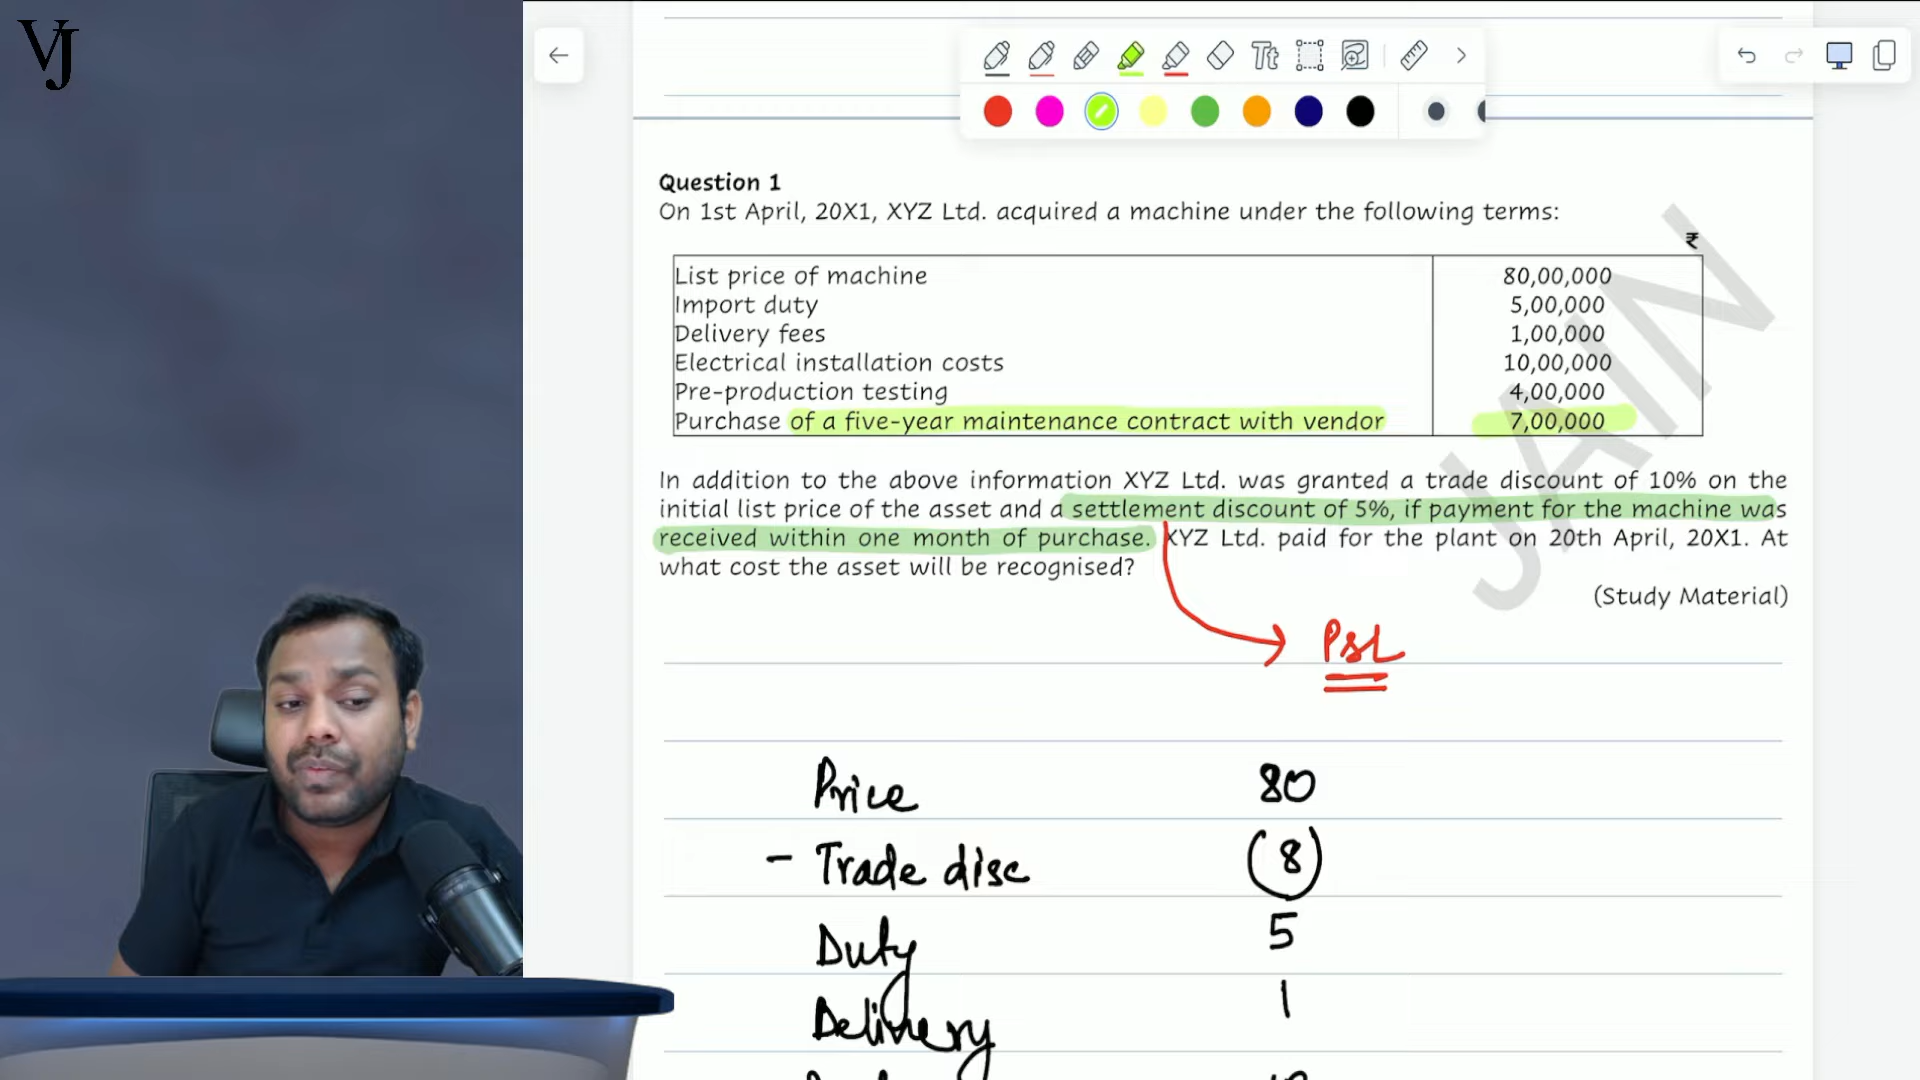 VJ
Tt
Question 1
On 1st April, 20X1, XYZ Ltd. acquired a machine under the following terms:
₹
List price of machine 80,00,000
Import duty 5,00,000
Delivery fees 1,00,000
Electrical installation costs 10,00,000
Pre-production testing 4,00,000
Purchase of a five-year maintenance contract with vendor 7,00,000
In addition to the above information XYZ Ltd. was granted a trade discount of 10% on the
initial list price of the asset and a settlement discount of 5%, if payment for the machine was
received within one month of purchase. XYZ Ltd. paid for the plant on 20th April, 20X1. At
what cost the asset will be recognised?
(Study Material)
JAIN
P&L
Price 80
- Trade disc (8)
Duty 5
Delivery 1